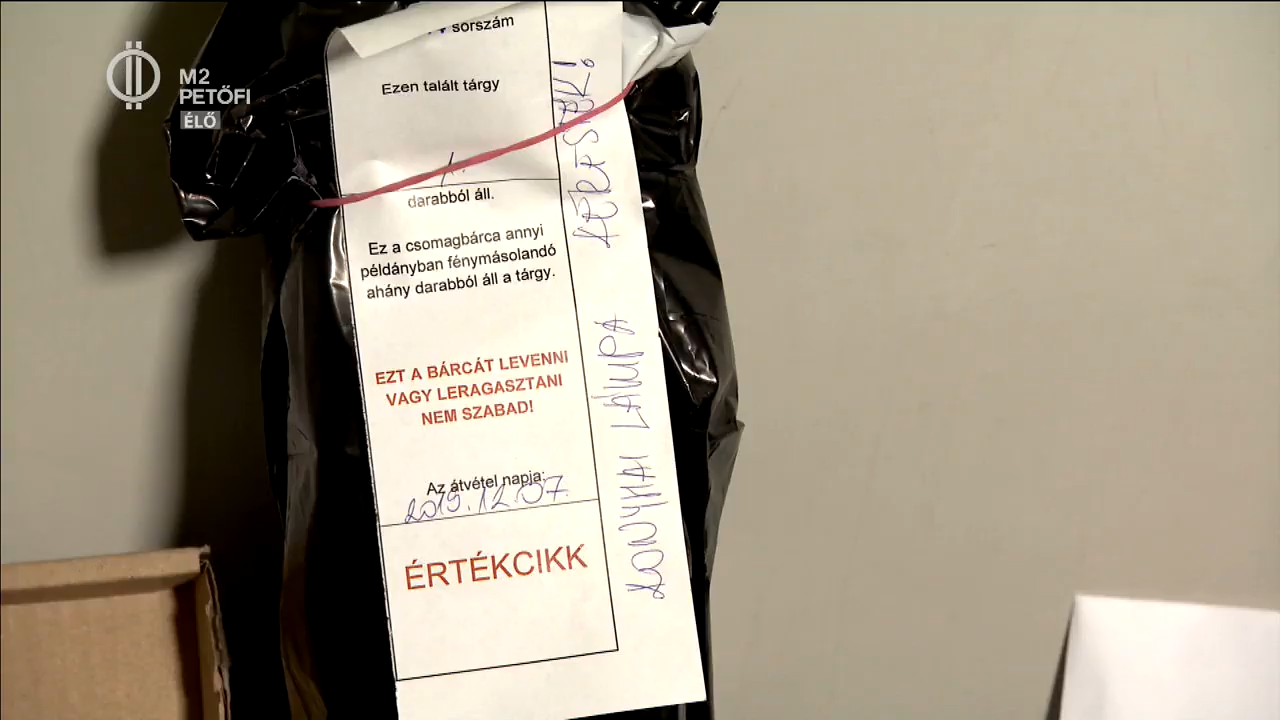 M2
PETŐFI
ÉLŐ
sorszám
Ezen talált tárgy
1.
darabból áll.
Ez a csomagbárca annyi
példányban fénymásolandó
ahány darabból áll a tárgy.
EZT A BÁRCÁT LEVENNI
VAGY LERAGASZTANI
NEM SZABAD!
Az átvétel napja:
2019.12.07.
ÉRTÉKCIKK
KONYHAI LÁMPA